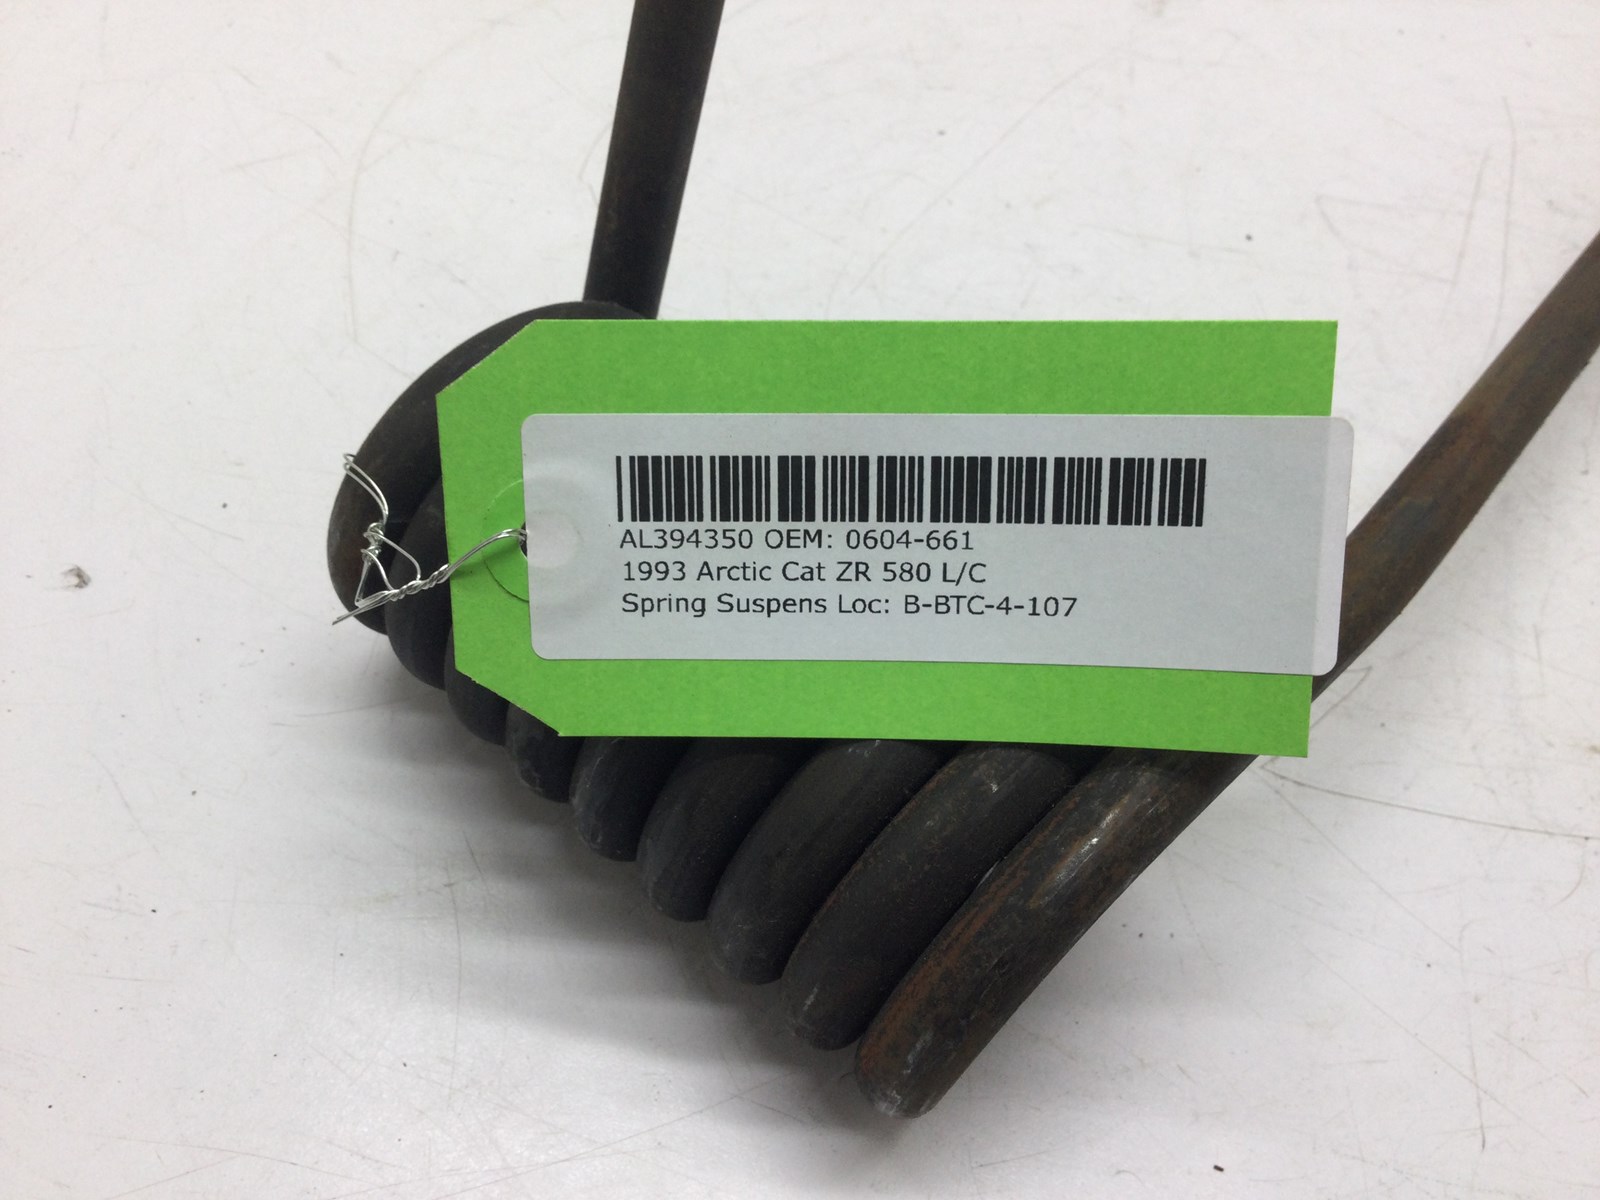 AL394350 OEM: 0604-661
1993 Arctic Cat ZR 580 L/C
Spring Suspens Loc: B-BTC-4-107